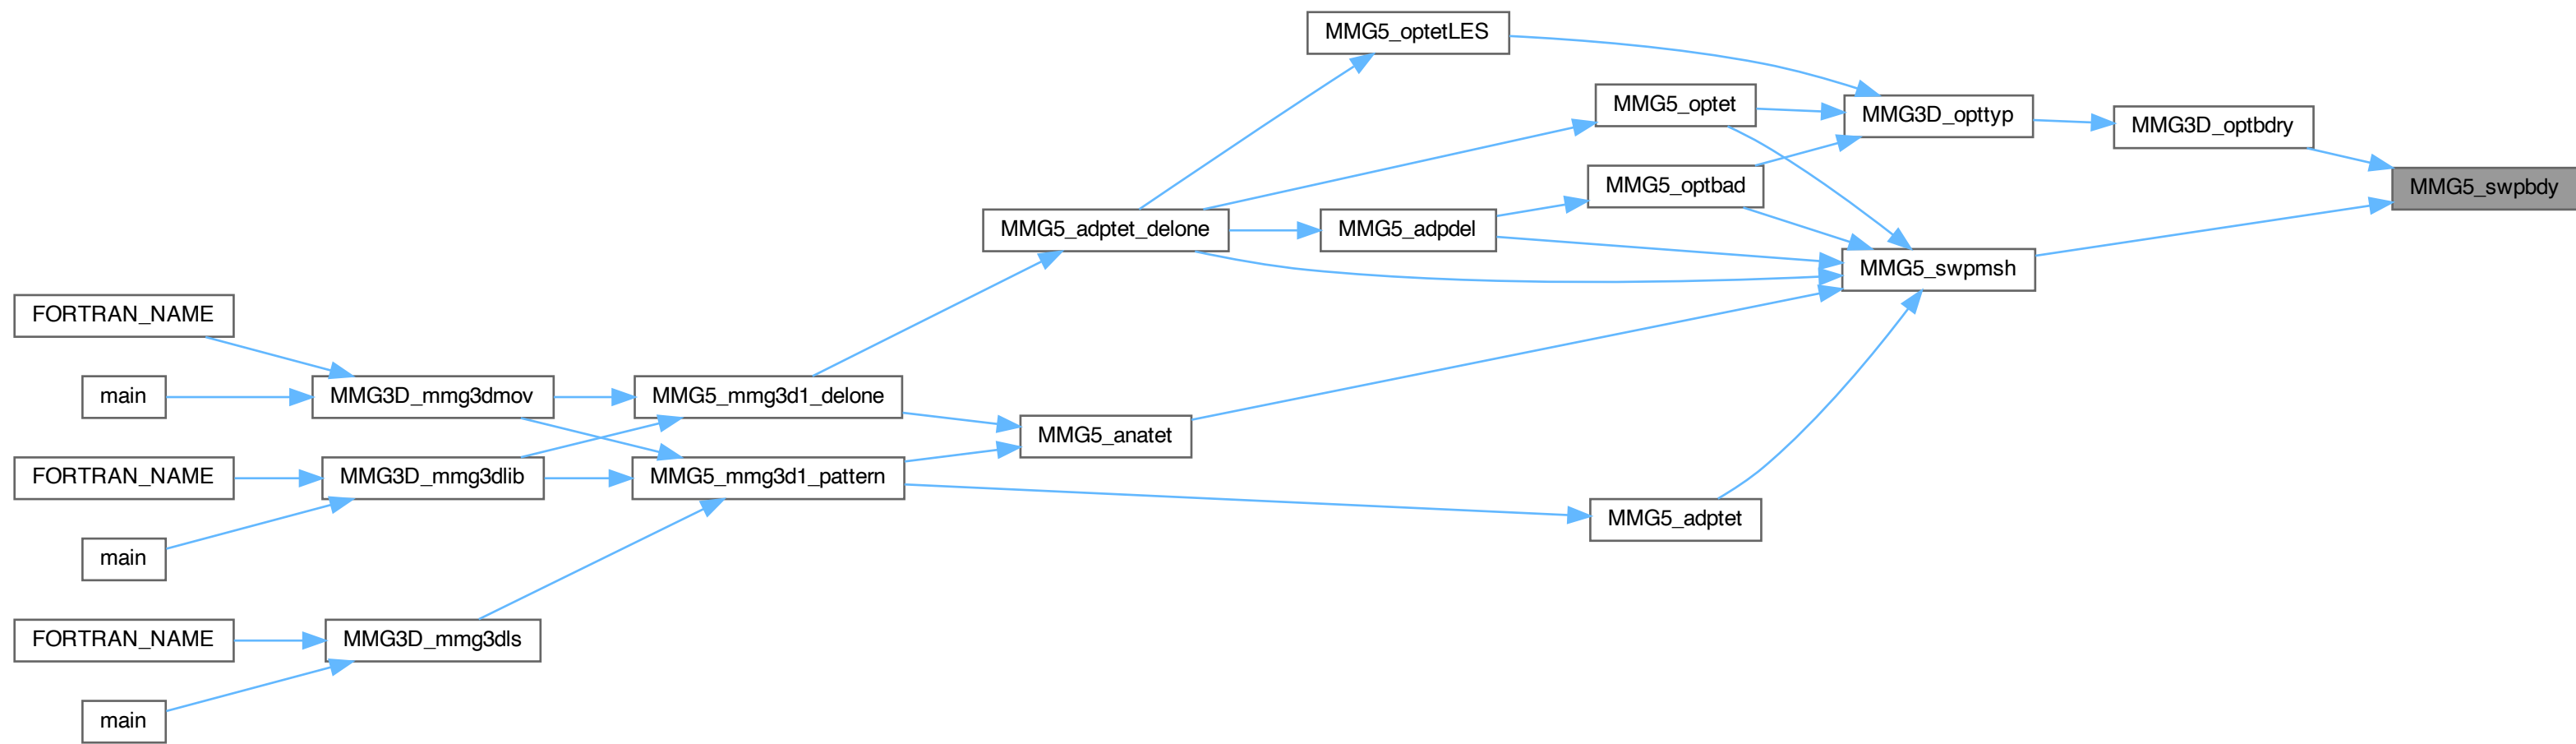 MMG5_optetLES
MMG5_optet
MMG3D_opttyp
MMG3D_optbdry
MMG5_optbad
MMG5_swpbdy
MMG5_adptet_delone
MMG5_adpdel
MMG5_swpmsh
FORTRAN_NAME
main
MMG3D_mmg3dmov
MMG5_mmg3d1_delone
MMG5_anatet
FORTRAN_NAME
MMG3D_mmg3dlib
MMG5_mmg3d1_pattern
MMG5_adptet
main
FORTRAN_NAME
MMG3D_mmg3dls
main